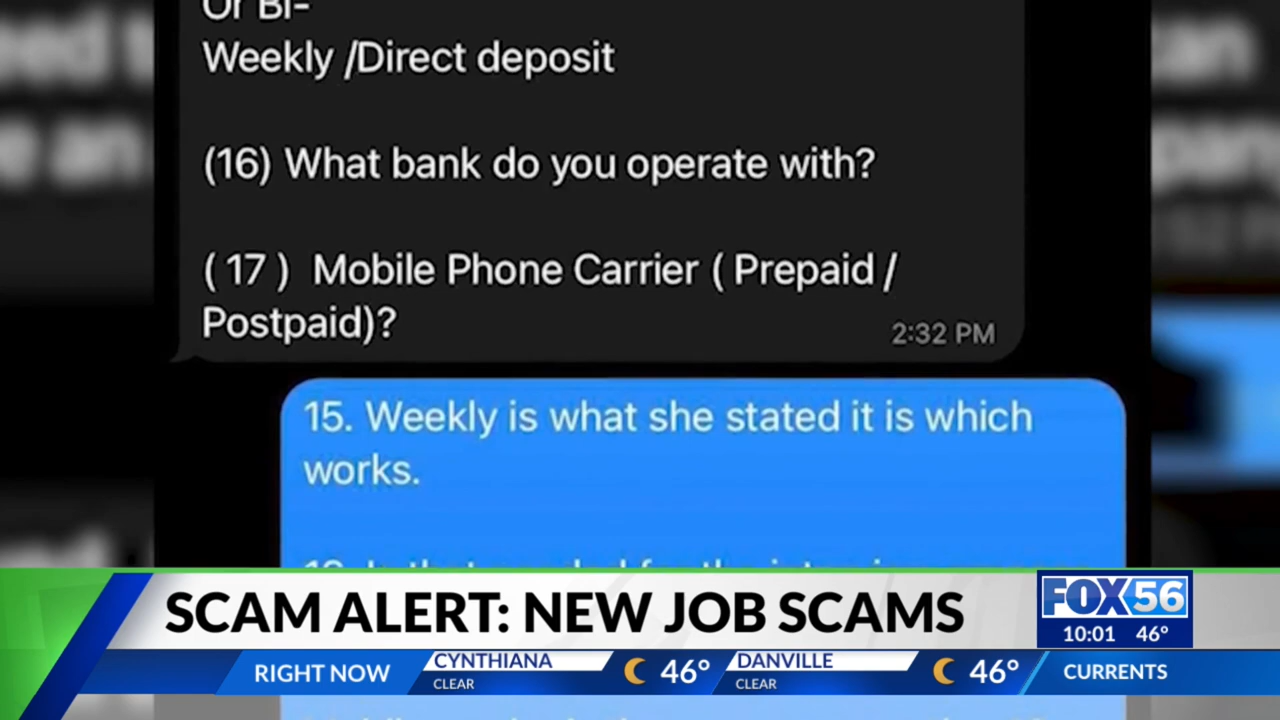 Or Bi-
Weekly /Direct deposit
(16) What bank do you operate with?
( 17 )  Mobile Phone Carrier ( Prepaid /
Postpaid)?
2:32 PM
15. Weekly is what she stated it is which
works.
SCAM ALERT: NEW JOB SCAMS
FOX 56
10:01 46°
RIGHT NOW
CYNTHIANA
CLEAR
46°
DANVILLE
CLEAR
46°
CURRENTS